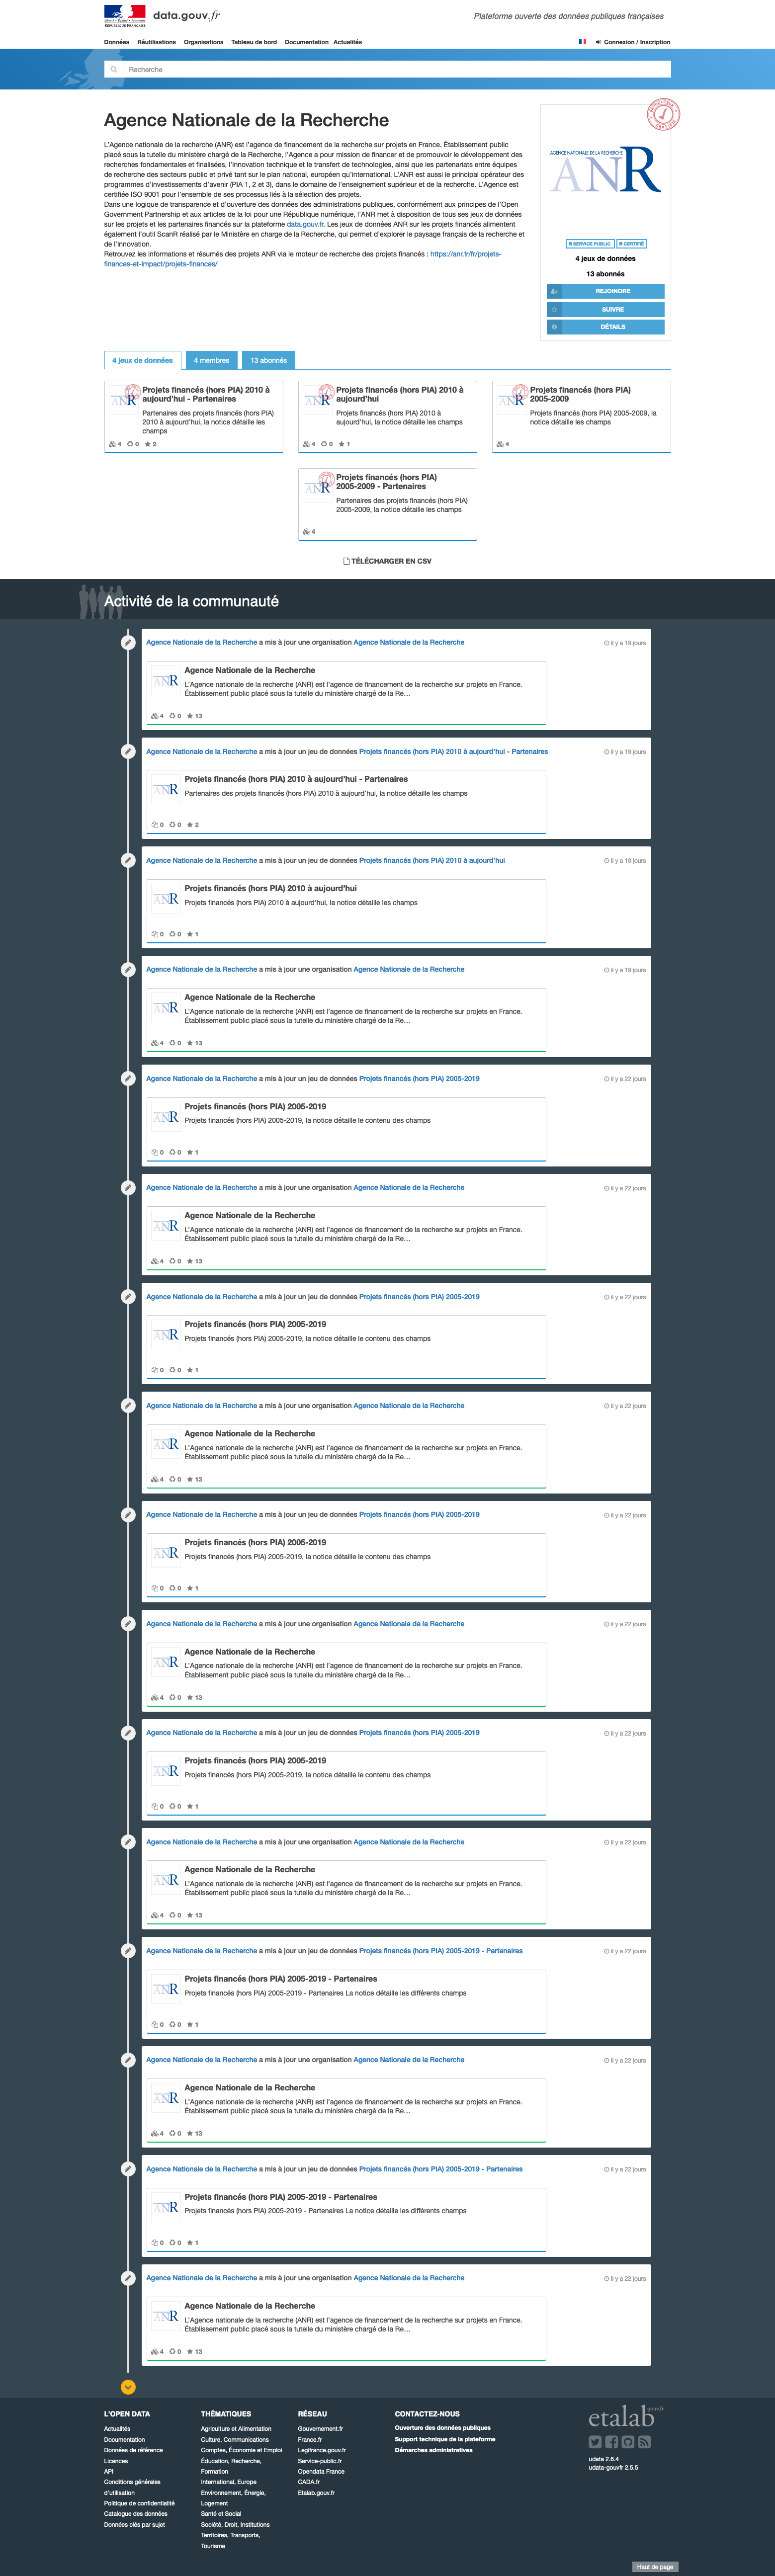 Liberté • Égalité • Fraternité
RÉPUBLIQUE FRANÇAISE
data.gouv.fr
Plateforme ouverte des données publiques françaises
Données Réutilisations Organisations Tableau de bord Documentation Actualités
Connexion / Inscription
Recherche
Agence Nationale de la Recherche
L'Agence nationale de la recherche (ANR) est l'agence de financement de la recherche sur projets en France. Établissement public
placé sous la tutelle du ministère chargé de la Recherche, l'Agence a pour mission de financer et de promouvoir le développement des
recherches fondamentales et finalisées, l'innovation technique et le transfert de technologies, et ainsi que les partenariats entre équipes
de recherche des secteurs public et privé tant sur le plan national, européen qu'international. L'ANR est aussi le principal opérateur des
programmes d'investissements d'avenir (PIA 1, 2 et 3), dans le domaine de l'enseignement supérieur et de la recherche. L'Agence est
certifiée ISO 9001 pour l'ensemble de ses processus liés à la sélection des projets.
Dans une logique de transparence et d'ouverture des données des administrations publiques, conformément aux principes de l'Open
Government Partnership et aux articles de la loi pour une République numérique, l'ANR met à disposition de tous ses jeux de données
sur les projets et les partenaires financés sur la plateforme data.gouv.fr. Les jeux de données ANR sur les projets financés alimentent
également l'outil ScanR réalisé par le Ministère en charge de la Recherche, qui permet d'explorer le paysage français de la recherche et
de l'innovation.
Retrouvez les informations et résumés des projets ANR via le moteur de recherche des projets financés : https://anr.fr/fr/projets-
finances-et-impact/projets-finances/
AGENCE NATIONALE DE LA RECHERCHE
ANR
SERVICE PUBLIC CERTIFIÉ
4 jeux de données
13 abonnés
REJOINDRE
SUIVRE
DÉTAILS
4 jeux de données 4 membres 13 abonnés
Projets financés (hors PIA) 2010 à
aujourd'hui - Partenaires
Partenaires des projets financés (hors PIA)
2010 à aujourd'hui, la notice détaille les
champs
4 0 2
Projets financés (hors PIA) 2010 à
aujourd'hui
Projets financés (hors PIA) 2010 à
aujourd'hui, la notice détaille les champs
4 0 1
Projets financés (hors PIA)
2005-2009
Projets financés (hors PIA) 2005-2009, la
notice détaille les champs
4
Projets financés (hors PIA)
2005-2009 - Partenaires
Partenaires des projets financés (hors PIA)
2005-2009, la notice détaille les champs
4
TÉLÉCHARGER EN CSV
Activité de la communauté
Agence Nationale de la Recherche a mis à jour une organisation Agence Nationale de la Recherche il y a 19 jours
Agence Nationale de la Recherche
L'Agence nationale de la recherche (ANR) est l'agence de financement de la recherche sur projets en France.
Établissement public placé sous la tutelle du ministère chargé de la Re…
4 0 13
Agence Nationale de la Recherche a mis à jour un jeu de données Projets financés (hors PIA) 2010 à aujourd'hui - Partenaires il y a 19 jours
Projets financés (hors PIA) 2010 à aujourd'hui - Partenaires
Partenaires des projets financés (hors PIA) 2010 à aujourd'hui, la notice détaille les champs
0 0 2
Agence Nationale de la Recherche a mis à jour un jeu de données Projets financés (hors PIA) 2010 à aujourd'hui il y a 19 jours
Projets financés (hors PIA) 2010 à aujourd'hui
Projets financés (hors PIA) 2010 à aujourd'hui, la notice détaille les champs
0 0 1
Agence Nationale de la Recherche a mis à jour une organisation Agence Nationale de la Recherche il y a 19 jours
Agence Nationale de la Recherche
L'Agence nationale de la recherche (ANR) est l'agence de financement de la recherche sur projets en France.
Établissement public placé sous la tutelle du ministère chargé de la Re…
4 0 13
Agence Nationale de la Recherche a mis à jour un jeu de données Projets financés (hors PIA) 2005-2019 il y a 22 jours
Projets financés (hors PIA) 2005-2019
Projets financés (hors PIA) 2005-2019, la notice détaille le contenu des champs
0 0 1
Agence Nationale de la Recherche a mis à jour une organisation Agence Nationale de la Recherche il y a 22 jours
Agence Nationale de la Recherche
L'Agence nationale de la recherche (ANR) est l'agence de financement de la recherche sur projets en France.
Établissement public placé sous la tutelle du ministère chargé de la Re…
4 0 13
Agence Nationale de la Recherche a mis à jour un jeu de données Projets financés (hors PIA) 2005-2019 il y a 22 jours
Projets financés (hors PIA) 2005-2019
Projets financés (hors PIA) 2005-2019, la notice détaille le contenu des champs
0 0 1
Agence Nationale de la Recherche a mis à jour une organisation Agence Nationale de la Recherche il y a 22 jours
Agence Nationale de la Recherche
L'Agence nationale de la recherche (ANR) est l'agence de financement de la recherche sur projets en France.
Établissement public placé sous la tutelle du ministère chargé de la Re…
4 0 13
Agence Nationale de la Recherche a mis à jour un jeu de données Projets financés (hors PIA) 2005-2019 il y a 22 jours
Projets financés (hors PIA) 2005-2019
Projets financés (hors PIA) 2005-2019, la notice détaille le contenu des champs
0 0 1
Agence Nationale de la Recherche a mis à jour une organisation Agence Nationale de la Recherche il y a 22 jours
Agence Nationale de la Recherche
L'Agence nationale de la recherche (ANR) est l'agence de financement de la recherche sur projets en France.
Établissement public placé sous la tutelle du ministère chargé de la Re…
4 0 13
Agence Nationale de la Recherche a mis à jour un jeu de données Projets financés (hors PIA) 2005-2019 il y a 22 jours
Projets financés (hors PIA) 2005-2019
Projets financés (hors PIA) 2005-2019, la notice détaille le contenu des champs
0 0 1
Agence Nationale de la Recherche a mis à jour une organisation Agence Nationale de la Recherche il y a 22 jours
Agence Nationale de la Recherche
L'Agence nationale de la recherche (ANR) est l'agence de financement de la recherche sur projets en France.
Établissement public placé sous la tutelle du ministère chargé de la Re…
4 0 13
Agence Nationale de la Recherche a mis à jour un jeu de données Projets financés (hors PIA) 2005-2019 - Partenaires il y a 22 jours
Projets financés (hors PIA) 2005-2019 - Partenaires
Projets financés (hors PIA) 2005-2019 - Partenaires La notice détaille les différents champs
0 0 1
Agence Nationale de la Recherche a mis à jour une organisation Agence Nationale de la Recherche il y a 22 jours
Agence Nationale de la Recherche
L'Agence nationale de la recherche (ANR) est l'agence de financement de la recherche sur projets en France.
Établissement public placé sous la tutelle du ministère chargé de la Re…
4 0 13
Agence Nationale de la Recherche a mis à jour un jeu de données Projets financés (hors PIA) 2005-2019 - Partenaires il y a 22 jours
Projets financés (hors PIA) 2005-2019 - Partenaires
Projets financés (hors PIA) 2005-2019 - Partenaires La notice détaille les différents champs
0 0 1
Agence Nationale de la Recherche a mis à jour une organisation Agence Nationale de la Recherche il y a 22 jours
Agence Nationale de la Recherche
L'Agence nationale de la recherche (ANR) est l'agence de financement de la recherche sur projets en France.
Établissement public placé sous la tutelle du ministère chargé de la Re…
4 0 13
L'OPEN DATA
Actualités
Documentation
Données de référence
Licences
API
Conditions générales
d'utilisation
Politique de confidentialité
Catalogue des données
Données clés par sujet
THÉMATIQUES
Agriculture et Alimentation
Culture, Communications
Comptes, Économie et Emploi
Éducation, Recherche,
Formation
International, Europe
Environnement, Énergie,
Logement
Santé et Social
Société, Droit, Institutions
Territoires, Transports,
Tourisme
RÉSEAU
Gouvernement.fr
France.fr
Legifrance.gouv.fr
Service-public.fr
Opendata France
CADA.fr
Etalab.gouv.fr
CONTACTEZ-NOUS
Ouverture des données publiques
Support technique de la plateforme
Démarches administratives
etalab gouv.fr
udata 2.6.4
udata-gouvfr 2.5.5
Haut de page